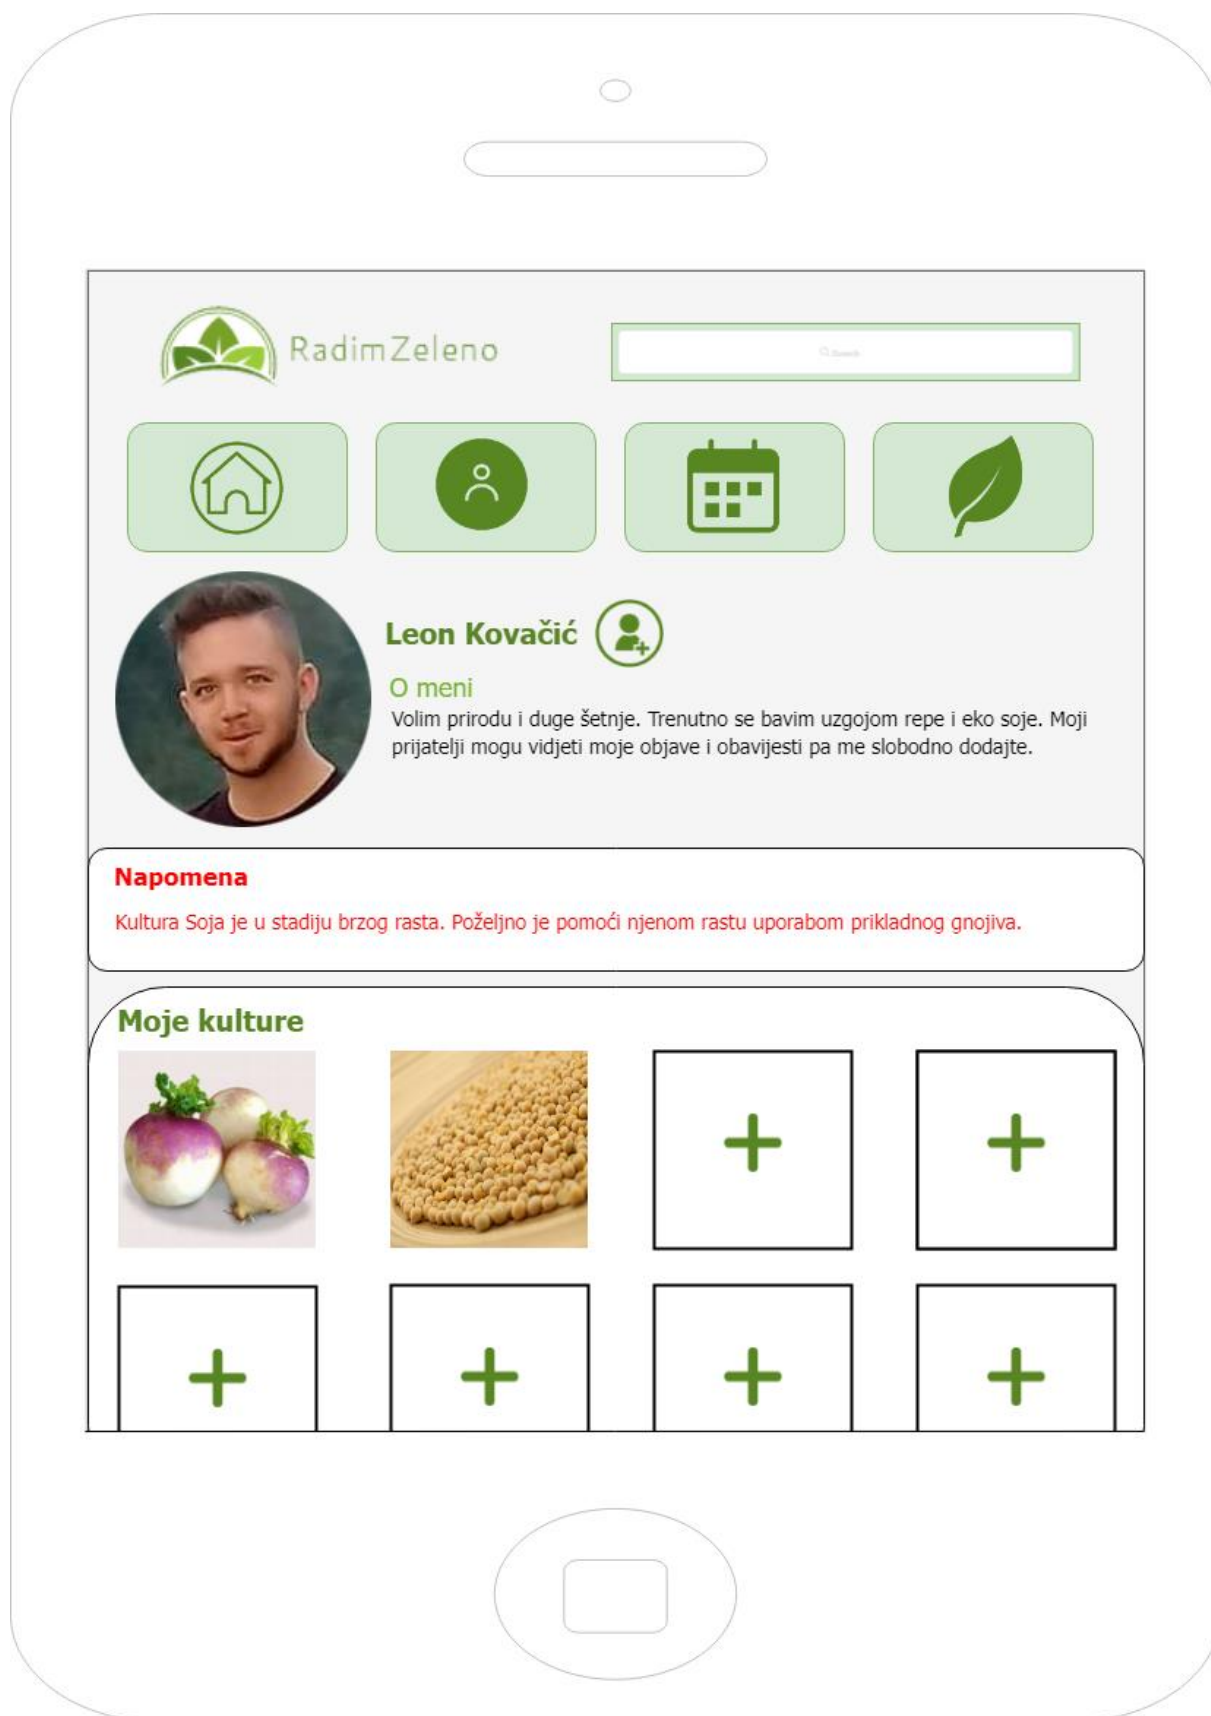 RadimZeleno
Search
Leon Kovačić
O meni
Volim prirodu i duge šetnje. Trenutno se bavim uzgojom repe i eko soje. Moji
prijatelji mogu vidjeti moje objave i obavijesti pa me slobodno dodajte.
Napomena
Kultura Soja je u stadiju brzog rasta. Poželjno je pomoći njenom rastu uporabom prikladnog gnojiva.
Moje kulture